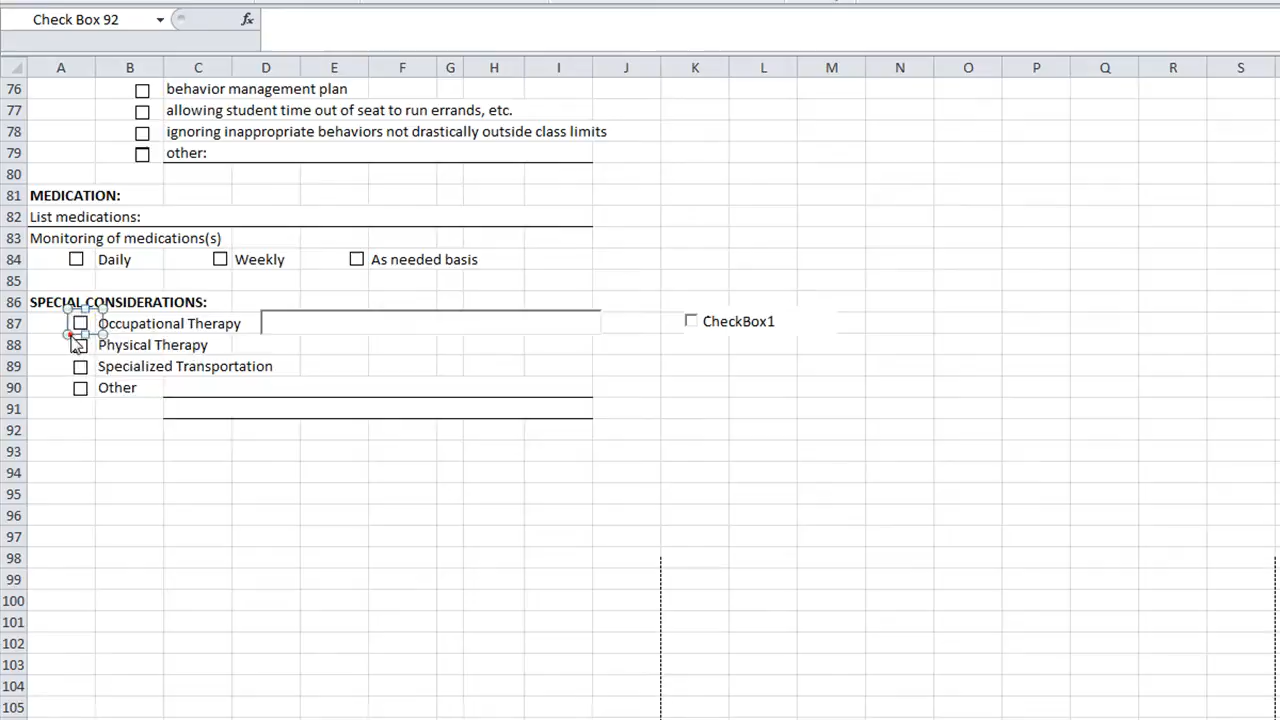 Check Box 92 fx
A B C D E F G H I J K L M N O P Q R S
76 behavior management plan
77 allowing student time out of seat to run errands, etc.
78 ignoring inappropriate behaviors not drastically outside class limits
79 other:
80
81 MEDICATION:
82 List medications:
83 Monitoring of medications(s)
84 Daily Weekly As needed basis
85
86 SPECIAL CONSIDERATIONS:
87 Occupational Therapy CheckBox1
88 Physical Therapy
89 Specialized Transportation
90 Other
91
92
93
94
95
96
97
98
99
100
101
102
103
104
105